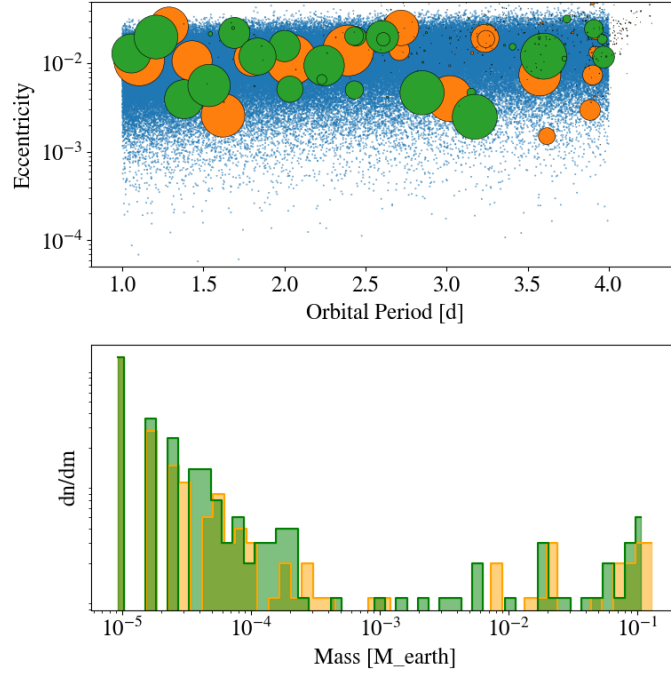 10^{-2}
10^{-3}
10^{-4}
Eccentricity
1.0 1.5 2.0 2.5 3.0 3.5 4.0
Orbital Period [d]
dn/dm
10^{-5} 10^{-4} 10^{-3} 10^{-2} 10^{-1}
Mass [M_earth]